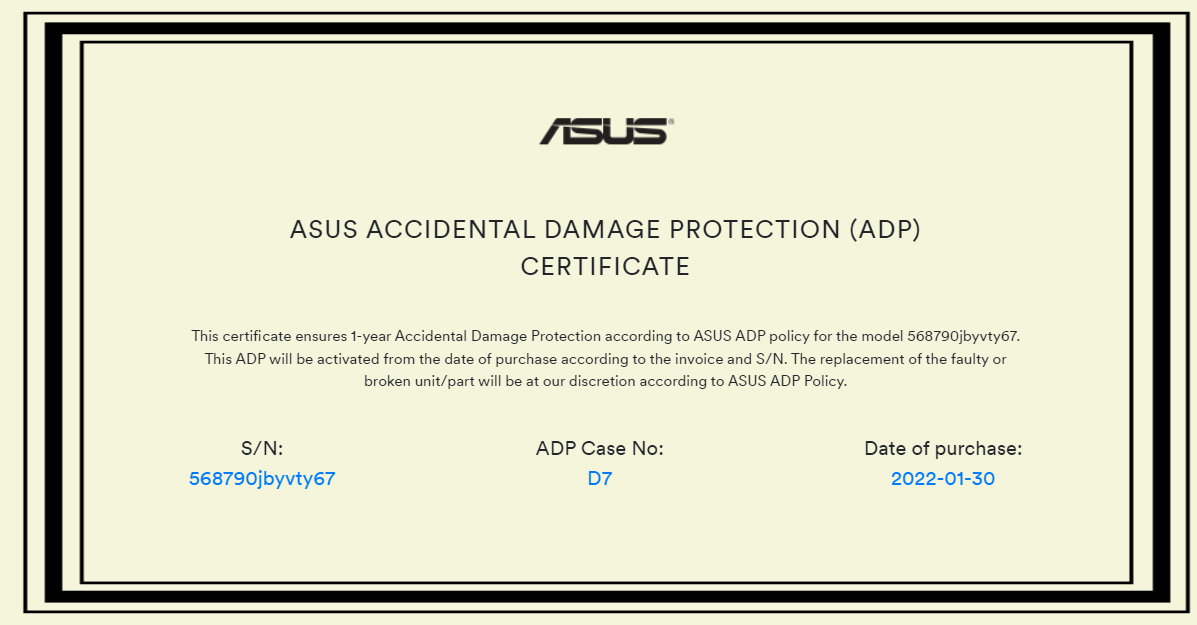 ASUS®
ASUS ACCIDENTAL DAMAGE PROTECTION (ADP)
CERTIFICATE
This certificate ensures 1-year Accidental Damage Protection according to ASUS ADP policy for the model 568790jbyvty67.
This ADP will be activated from the date of purchase according to the invoice and S/N. The replacement of the faulty or
broken unit/part will be at our discretion according to ASUS ADP Policy.
S/N:
568790jbyvty67
ADP Case No:
D7
Date of purchase:
2022-01-30